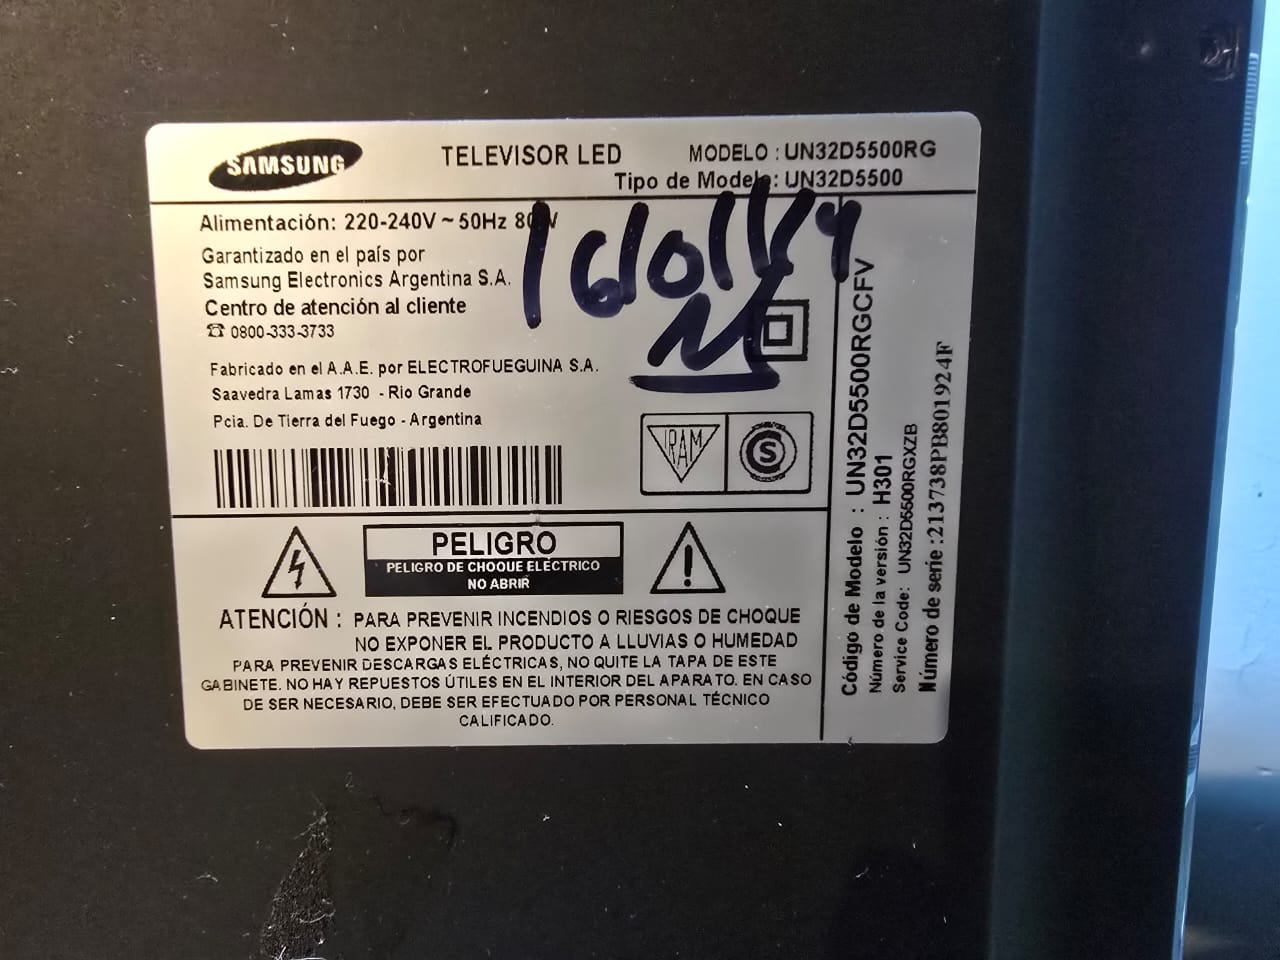 SAMSUNG
TELEVISOR LED
MODELO : UN32D5500RG
Tipo de Modelo: UN32D5500
Alimentación: 220-240V ~ 50Hz 80W
Garantizado en el país por
Samsung Electronics Argentina S.A.
Centro de atención al cliente
☎ 0800-333-3733
Fabricado en el A.A.E. por ELECTROFUEGUINA S.A.
Saavedra Lamas 1730 - Rio Grande
Pcia. De Tierra del Fuego - Argentina
IRAM
S
PELIGRO
PELIGRO DE CHOQUE ELÉCTRICO
NO ABRIR
ATENCIÓN : PARA PREVENIR INCENDIOS O RIESGOS DE CHOQUE
NO EXPONER EL PRODUCTO A LLUVIAS O HUMEDAD
PARA PREVENIR DESCARGAS ELÉCTRICAS, NO QUITE LA TAPA DE ESTE
GABINETE. NO HAY REPUESTOS ÚTILES EN EL INTERIOR DEL APARATO. EN CASO
DE SER NECESARIO, DEBE SER EFECTUADO POR PERSONAL TÉCNICO
CALIFICADO.
Código de Modelo : UN32D5500RGCFV
Número de la versión : H301
Service Code: UN32D5500RGXZB
Número de serie :213738PB801924F